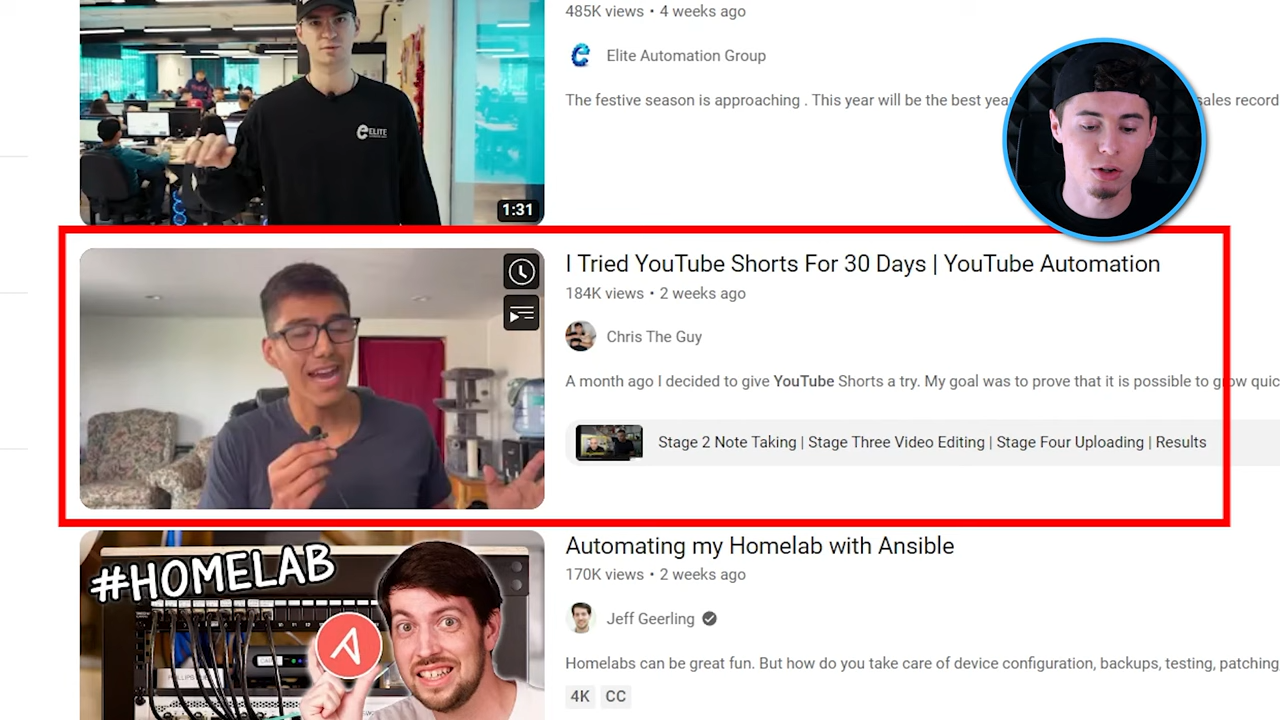 485K views • 4 weeks ago
Elite Automation Group
The festive season is approaching . This year will be the best sales record
ELITE
1:31
I Tried YouTube Shorts For 30 Days | YouTube Automation
184K views • 2 weeks ago
Chris The Guy
A month ago I decided to give YouTube Shorts a try. My goal was to prove that it is possible to grow
Stage 2 Note Taking | Stage Three Video Editing | Stage Four Uploading | Results
#HOMELAB
Automating my Homelab with Ansible
170K views • 2 weeks ago
Jeff Geerling
Homelabs can be great fun. But how do you take care of device configuration, backups, testing, patching
4K CC